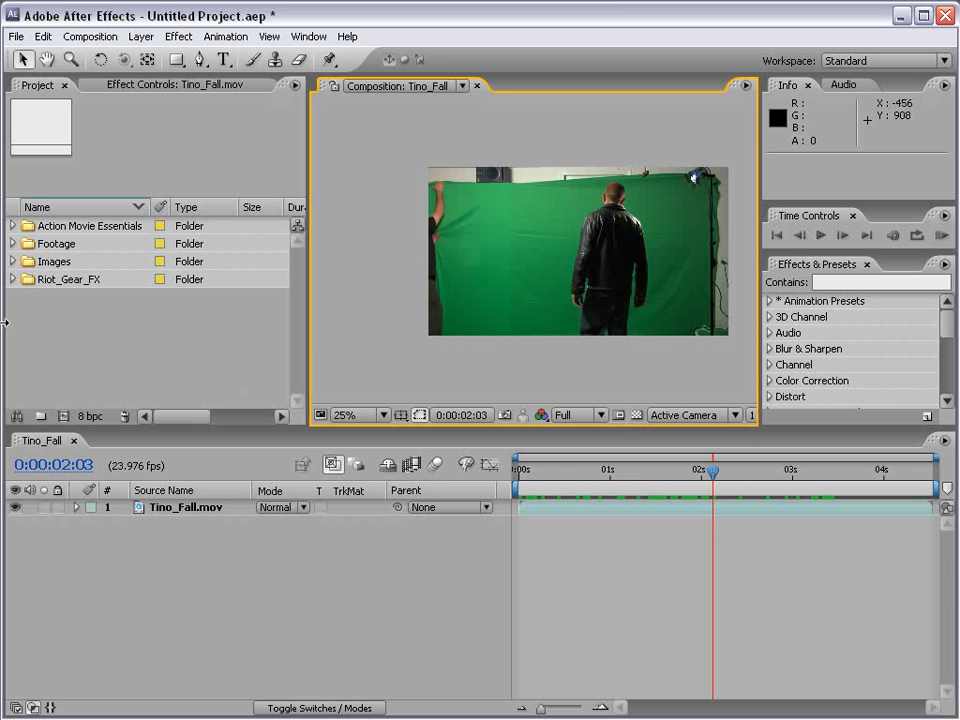 Adobe After Effects - Untitled Project.aep *
File Edit Composition Layer Effect Animation View Window Help
Workspace: Standard
Project Effect Controls: Tino_Fall.mov
Composition: Tino_Fall
Info Audio
R : X : -456
G : Y : 908
B :
A : 0
Name Type Size Dur
Action Movie Essentials Folder
Footage Folder
Images Folder
Riot_Gear_FX Folder
Time Controls
Effects & Presets
Contains:
* Animation Presets
3D Channel
Audio
Blur & Sharpen
Channel
Color Correction
Distort
8 bpc
25% 0:00:02:03 Full Active Camera 1
Tino_Fall
0:00:02:03 (23.976 fps)
:00s 01s 02s 03s 04s
# Source Name Mode T TrkMat Parent
1 Tino_Fall.mov Normal None
Toggle Switches / Modes